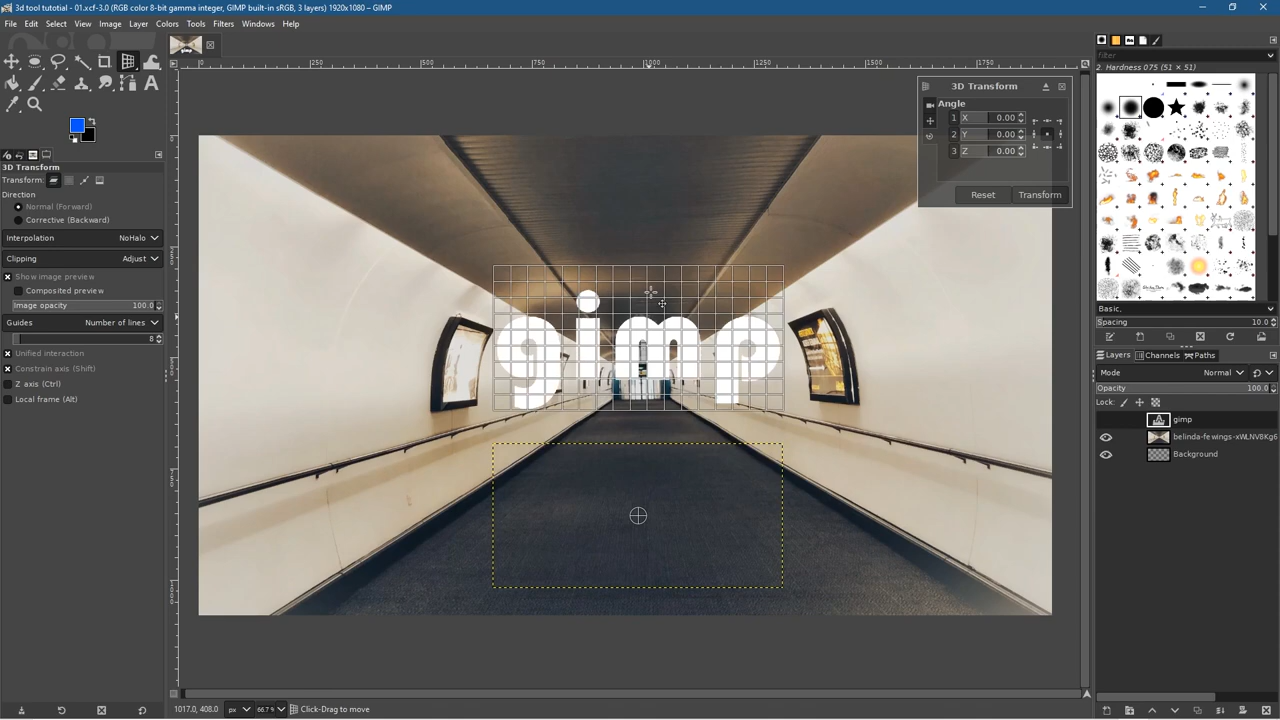 3d tool tutotial - 01.xcf-3.0 (RGB color 8-bit gamma integer, GIMP built-in sRGB, 3 layers) 1920x1080 – GIMP
File Edit Select View Image Layer Colors Tools Filters Windows Help
gimp
filter
2. Hardness 075 (51 × 51)
0 250 500 750 1000 1250 1500 1750
3D Transform
Angle
1 X 0.00
2 Y 0.00
3 Z 0.00
Reset Transform
3D Transform
Transform:
Direction
Normal (Forward)
Corrective (Backward)
Interpolation NoHalo
Clipping Adjust
Show image preview
Composited preview
Image opacity 100.0
Guides Number of lines
8
Unified interaction
Constrain axis (Shift)
Z axis (Ctrl)
Local frame (Alt)
gimp
Basic,
Spacing 10.0
Layers Channels Paths
Mode Normal
Opacity 100.0
Lock:
gimp
belinda-fewings-xWLNV8Kg6
Background
1017.0, 408.0 px 66.7 % Click-Drag to move